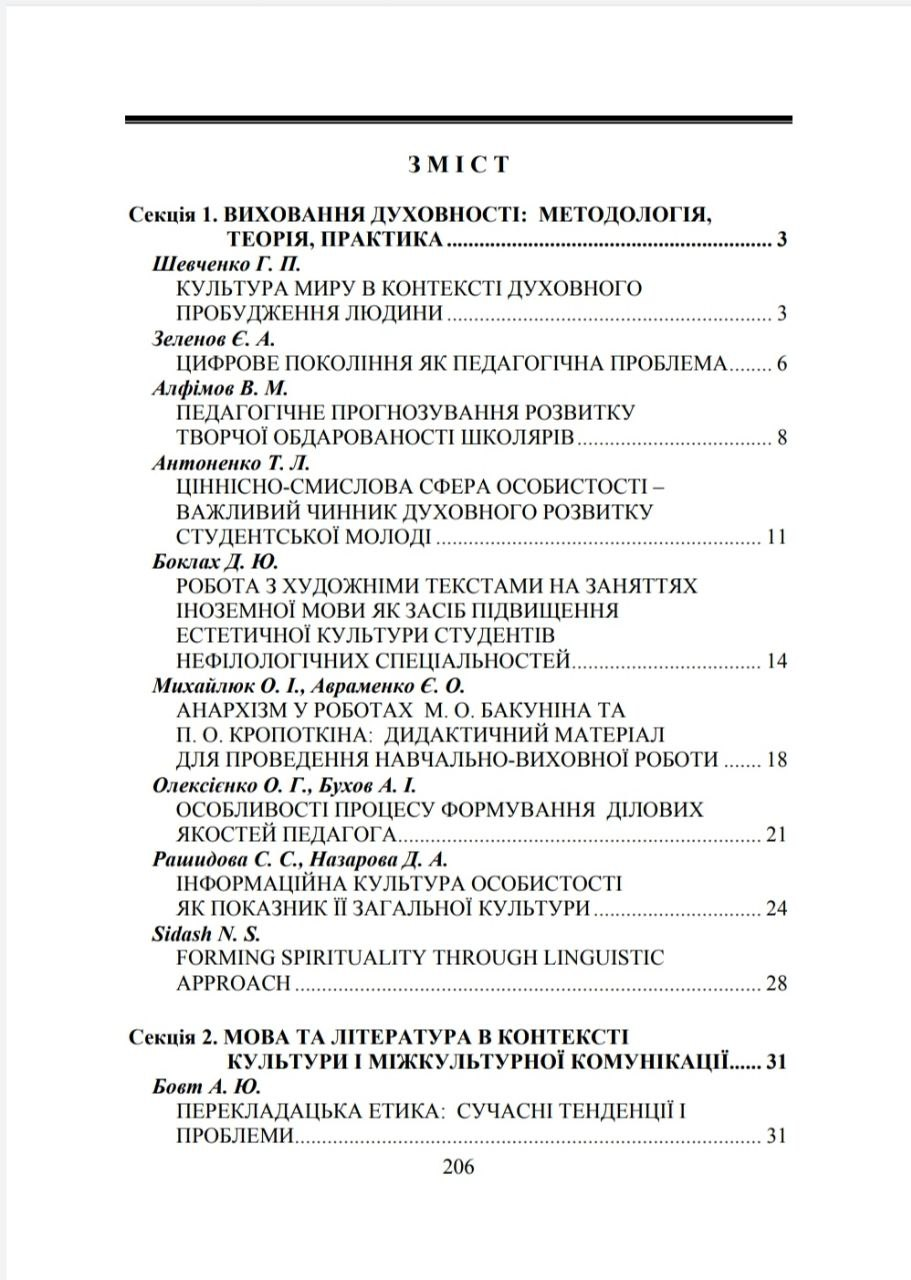 З М І С Т
Секція 1. ВИХОВАННЯ ДУХОВНОСТІ: МЕТОДОЛОГІЯ,
ТЕОРІЯ, ПРАКТИКА ........................................................ 3
Шевченко Г. П.
КУЛЬТУРА МИРУ В КОНТЕКСТІ ДУХОВНОГО
ПРОБУДЖЕННЯ ЛЮДИНИ ........................................................ 3
Зеленов Є. А.
ЦИФРОВЕ ПОКОЛІННЯ ЯК ПЕДАГОГІЧНА ПРОБЛЕМА........ 6
Алфімов В. М.
ПЕДАГОГІЧНЕ ПРОГНОЗУВАННЯ РОЗВИТКУ
ТВОРЧОЇ ОБДАРОВАНОСТІ ШКОЛЯРІВ .................................. 8
Антоненко Т. Л.
ЦІННІСНО-СМИСЛОВА СФЕРА ОСОБИСТОСТІ –
ВАЖЛИВИЙ ЧИННИК ДУХОВНОГО РОЗВИТКУ
СТУДЕНТСЬКОЇ МОЛОДІ ........................................................ 11
Боклах Д. Ю.
РОБОТА З ХУДОЖНІМИ ТЕКСТАМИ НА ЗАНЯТТЯХ
ІНОЗЕМНОЇ МОВИ ЯК ЗАСІБ ПІДВИЩЕННЯ
ЕСТЕТИЧНОЇ КУЛЬТУРИ СТУДЕНТІВ
НЕФІЛОЛОГІЧНИХ СПЕЦІАЛЬНОСТЕЙ................................. 14
Михайлюк О. І., Авраменко Є. О.
АНАРХІЗМ У РОБОТАХ М. О. БАКУНІНА ТА
П. О. КРОПОТКІНА: ДИДАКТИЧНИЙ МАТЕРІАЛ
ДЛЯ ПРОВЕДЕННЯ НАВЧАЛЬНО-ВИХОВНОЇ РОБОТИ ....... 18
Олексієнко О. Г., Бухов А. І.
ОСОБЛИВОСТІ ПРОЦЕСУ ФОРМУВАННЯ ДІЛОВИХ
ЯКОСТЕЙ ПЕДАГОГА............................................................... 21
Рашидова С. С., Назарова Д. А.
ІНФОРМАЦІЙНА КУЛЬТУРА ОСОБИСТОСТІ
ЯК ПОКАЗНИК ЇЇ ЗАГАЛЬНОЇ КУЛЬТУРИ ............................. 24
Sidash N. S.
FORMING SPIRITUALITY THROUGH LINGUISTIC
APPROACH ................................................................................ 28
Секція 2. МОВА ТА ЛІТЕРАТУРА В КОНТЕКСТІ
КУЛЬТУРИ І МІЖКУЛЬТУРНОЇ КОМУНІКАЦІЇ...... 31
Бовт А. Ю.
ПЕРЕКЛАДАЦЬКА ЕТИКА: СУЧАСНІ ТЕНДЕНЦІЇ І
ПРОБЛЕМИ................................................................................ 31
206